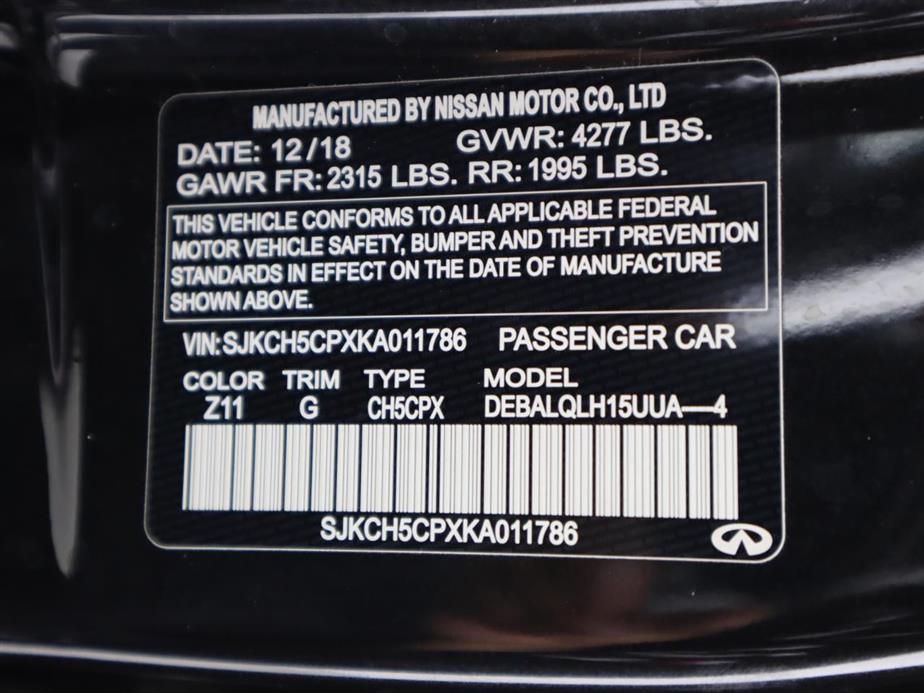 MANUFACTURED BY NISSAN MOTOR CO., LTD
DATE: 12/18 GVWR: 4277 LBS.
GAWR FR: 2315 LBS. RR: 1995 LBS.
THIS VEHICLE CONFORMS TO ALL APPLICABLE FEDERAL
MOTOR VEHICLE SAFETY, BUMPER AND THEFT PREVENTION
STANDARDS IN EFFECT ON THE DATE OF MANUFACTURE
SHOWN ABOVE.
VIN: SJKCH5CPXKA011786 PASSENGER CAR
COLOR TRIM TYPE MODEL
Z11 G CH5CPX DEBALQLH15UUA----4
SJKCH5CPXKA011786